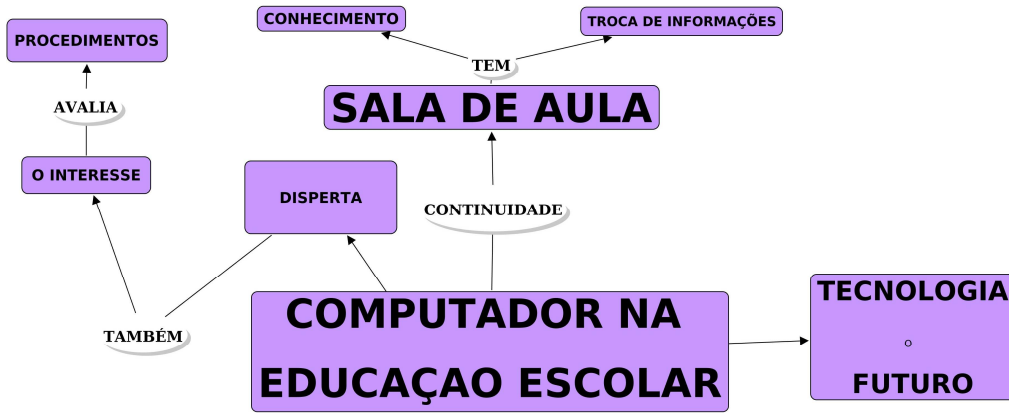 CONHECIMENTO
TROCA DE INFORMAÇÕES
PROCEDIMENTOS
TEM
AVALIA
SALA DE AULA
O INTERESSE
DISPERTA
CONTINUIDADE
TECNOLOGIA
O
FUTURO
COMPUTADOR NA
EDUCAÇAO ESCOLAR
TAMBÉM